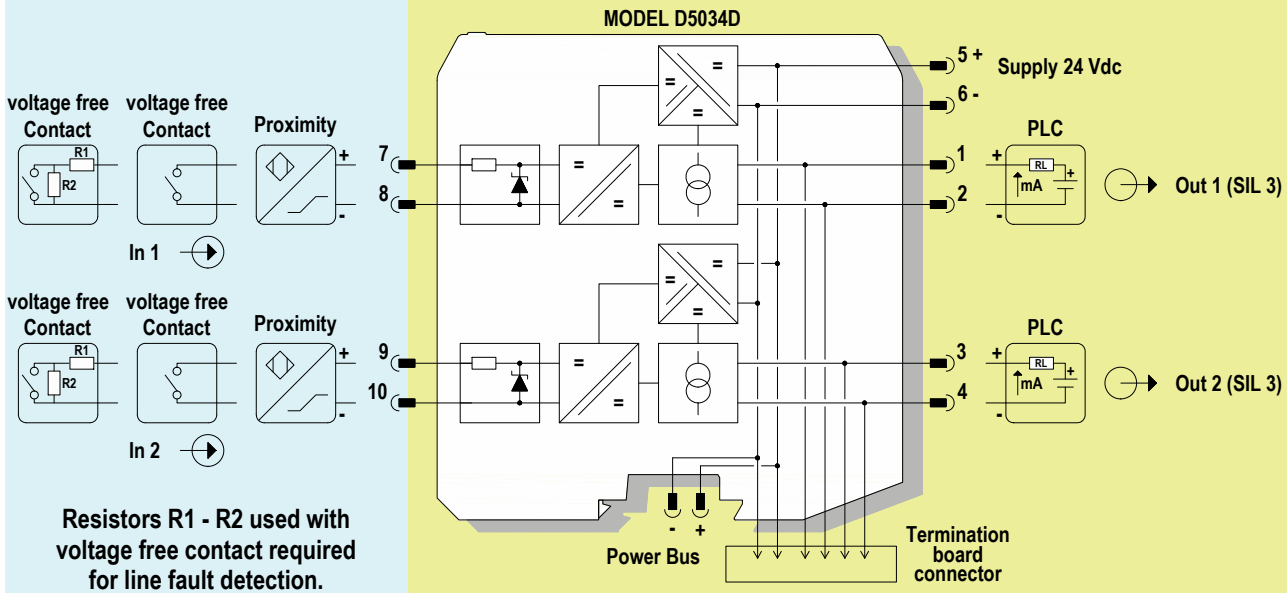 MODEL D5034D
5 +
Supply 24 Vdc
6 -
voltage free
Contact
voltage free
Contact
Proximity
PLC
R1
R2
+
-
7
8
=
=
=
=
=
1
2
+
-
RL
mA
+
Out 1 (SIL 3)
In 1
voltage free
Contact
voltage free
Contact
Proximity
PLC
R1
R2
+
-
9
10
=
=
=
=
=
3
4
+
-
RL
mA
+
Out 2 (SIL 3)
In 2
Resistors R1 - R2 used with
voltage free contact required
for line fault detection.
- +
Power Bus
Termination
board
connector